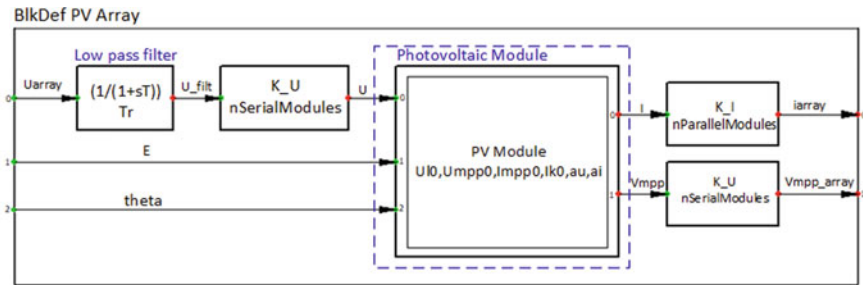 BlkDef PV Array
Low pass filter
Photovoltaic Module
Uarray
(1/(1+sT))
Tr
U_filt
K_U
nSerialModules
U
E
theta
PV Module
Ul0,Umpp0,Impp0,Ik0,au,ai
I
K_I
nParallelModules
iarray
Vmpp
K_U
nSerialModules
Vmpp_array
0
1
2
0
1
2
0
1